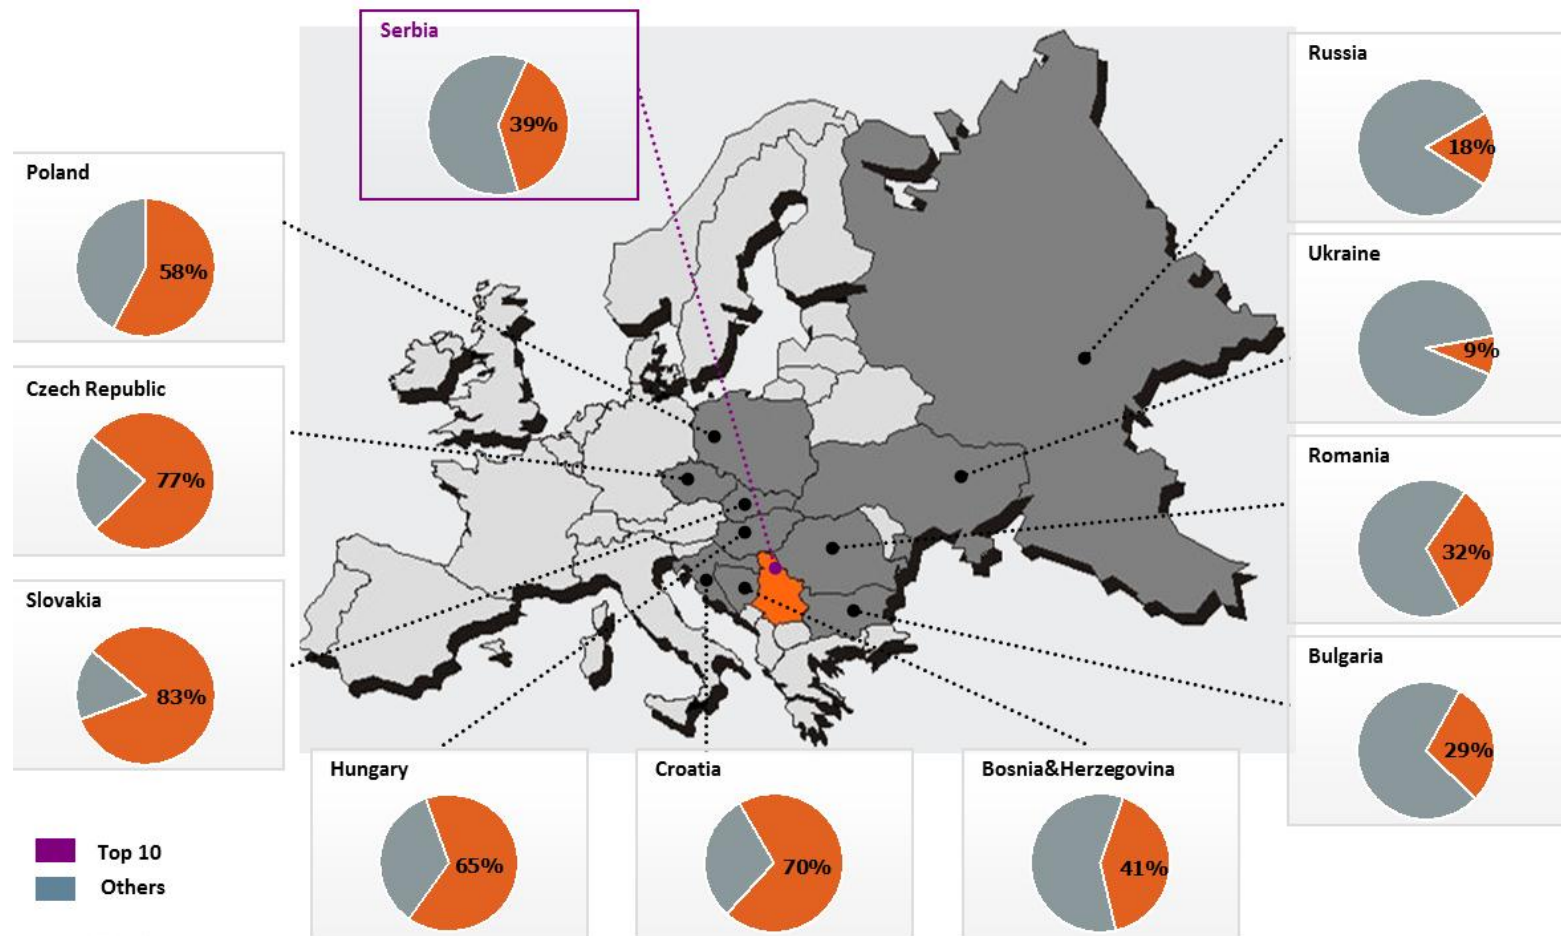 Serbia
39%
Russia
18%
Poland
58%
Ukraine
9%
Czech Republic
77%
Romania
32%
Slovakia
83%
Bulgaria
29%
Hungary
65%
Croatia
70%
Bosnia&Herzegovina
41%
Top 10
Others